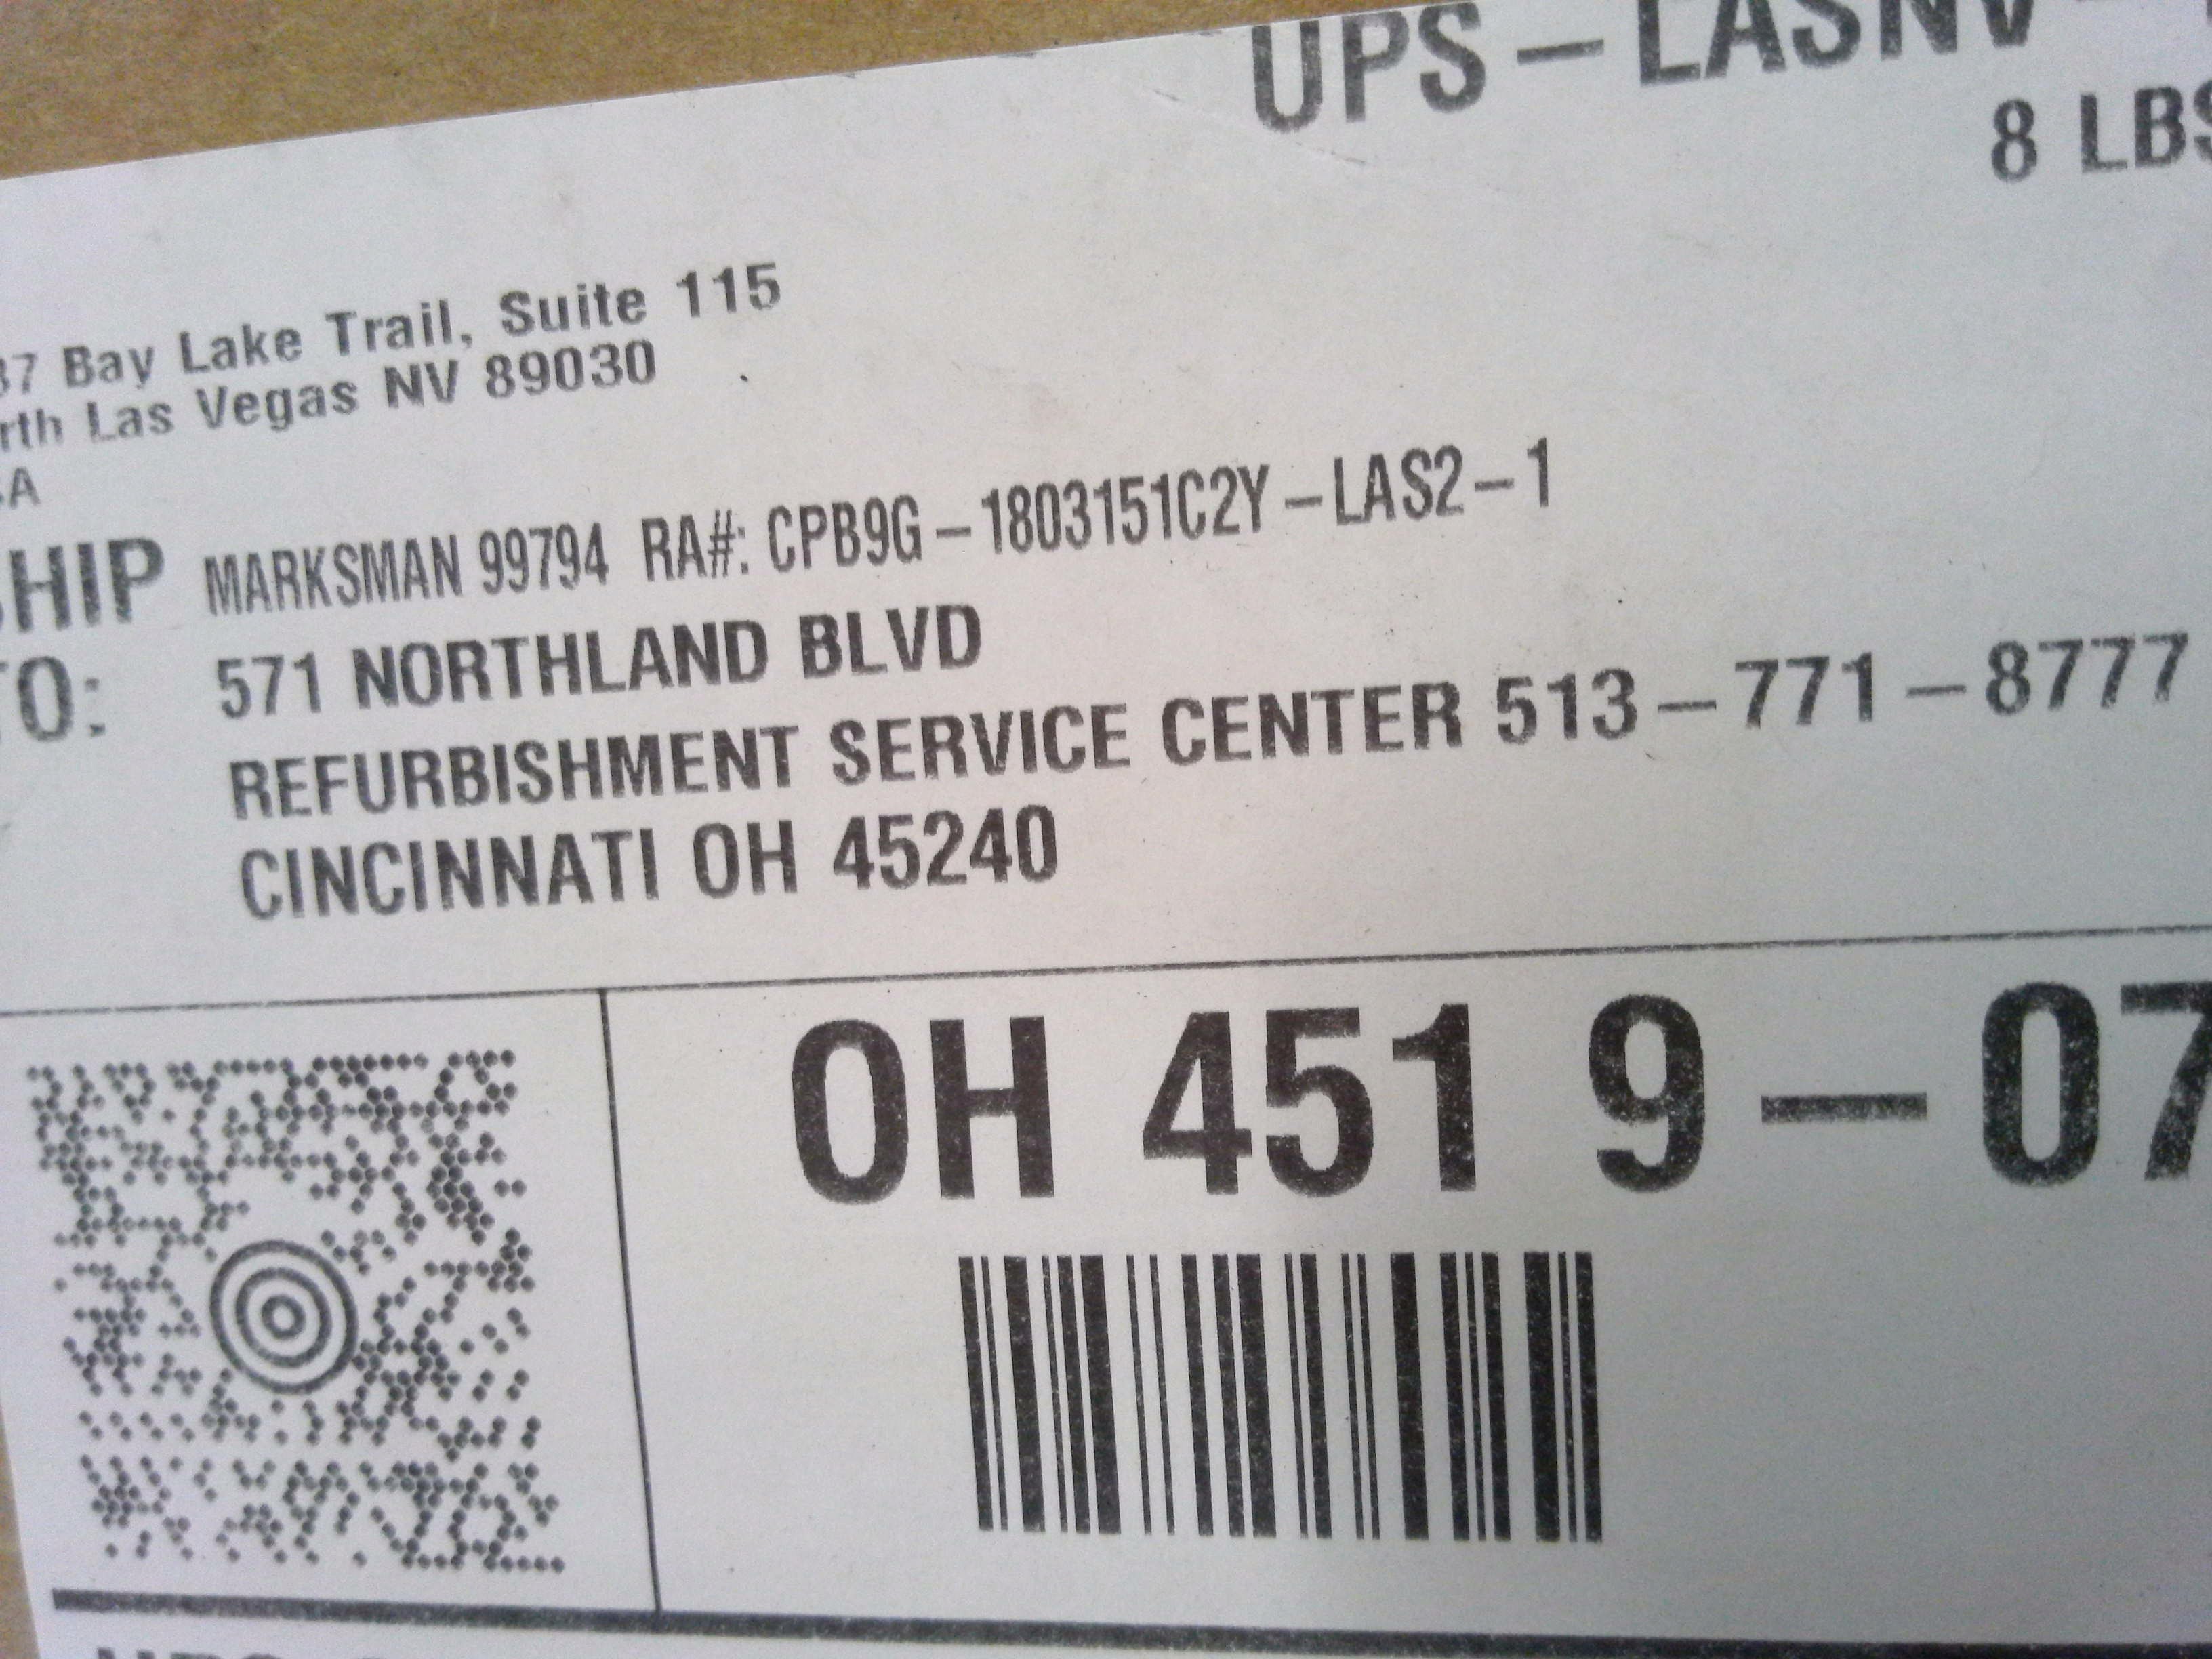 UPS-LASNV-
8 LBS
37 Bay Lake Trail, Suite 115
rth Las Vegas NV 89030
SHIP MARKSMAN 99794 RA#: CPB9G-1803151C2Y-LAS2-1
TO: 571 NORTHLAND BLVD
REFURBISHMENT SERVICE CENTER 513-771-8777
CINCINNATI OH 45240
OH 451 9-07